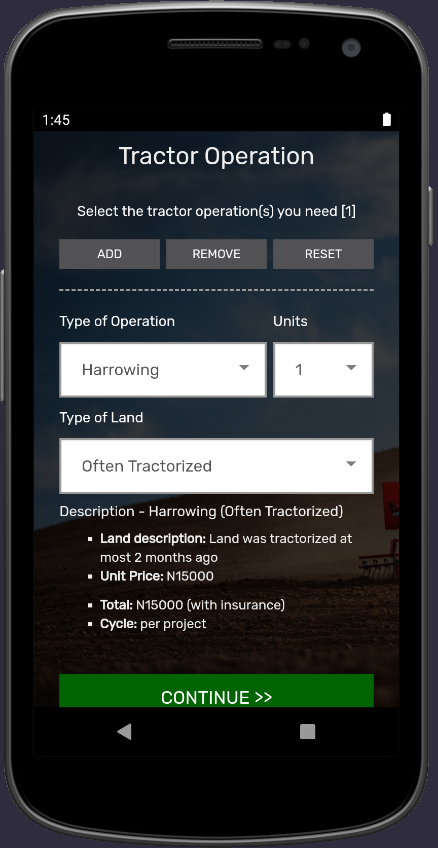 1:45
Tractor Operation
Select the tractor operation(s) you need [1]
ADD REMOVE RESET
Type of Operation Units
Harrowing 1
Type of Land
Often Tractorized
Description - Harrowing (Often Tractorized)
Land description: Land was tractorized at
most 2 months ago
Unit Price: N15000
Total: N15000 (with insurance)
Cycle: per project
CONTINUE >>